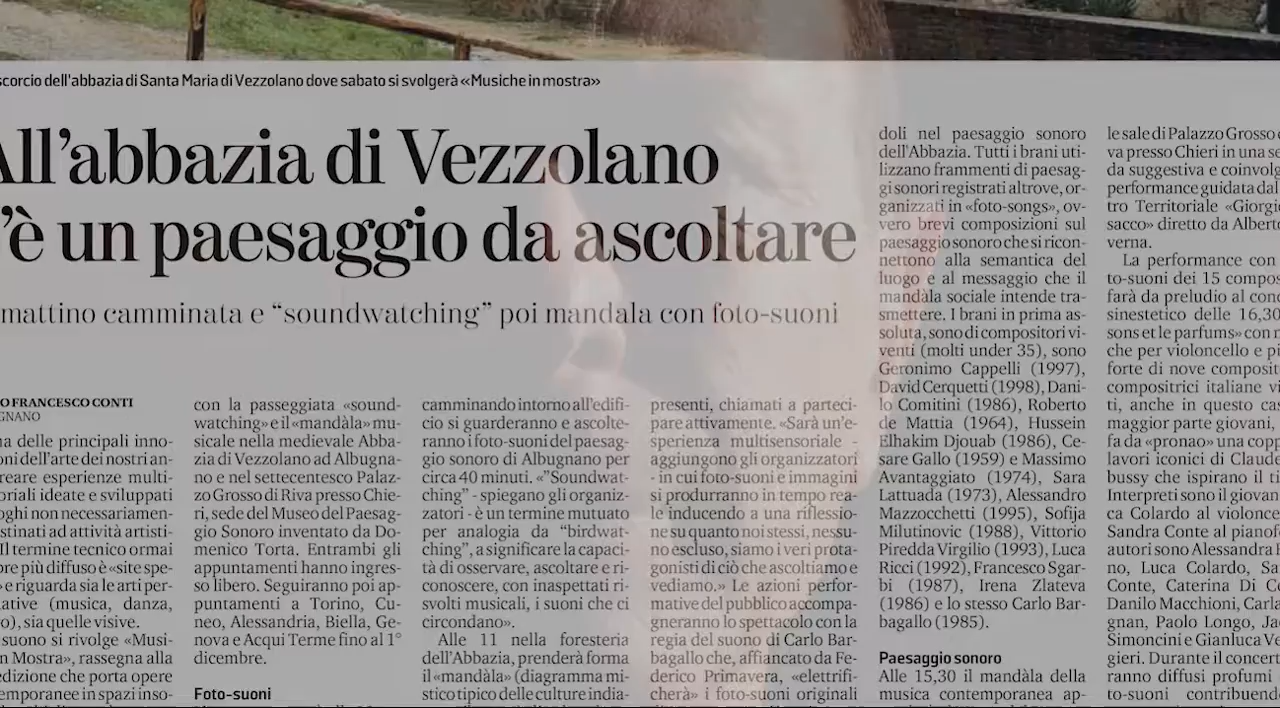 scorcio dell'abbazia di Santa Maria di Vezzolano dove sabato si svolgerà «Musiche in mostra»
All'abbazia di Vezzolano
c'è un paesaggio da ascoltare
mattino camminata e “soundwatching” poi mandala con foto-suoni
O FRANCESCO CONTI
GNANO
na delle principali inno-
oni dell'arte dei nostri an-
reare esperienze multi-
oriali ideate e sviluppati
oghi non necessariamen-
stinati ad attività artisti-
Il termine tecnico ormai
re più diffuso è «site spe-
» e riguarda sia le arti per-
ative (musica, danza,
o), sia quelle visive.
suono si rivolge «Musi-
n Mostra», rassegna alla
edizione che porta opere
emporanee in spazi inso-
con la passeggiata «sound-
watching» e il «mandàla» mu-
sicale nella medievale Abba-
zia di Vezzolano ad Albugna-
no e nel settecentesco Palaz-
zo Grosso di Riva presso Chie-
ri, sede del Museo del Paesag-
gio Sonoro inventato da Do-
menico Torta. Entrambi gli
appuntamenti hanno ingres-
so libero. Seguiranno poi ap-
puntamenti a Torino, Cu-
neo, Alessandria, Biella, Ge-
nova e Acqui Terme fino al 1°
dicembre.
Foto-suoni
camminando intorno all'edifi-
cio si guarderanno e ascolte-
ranno i foto-suoni del paesag-
gio sonoro di Albugnano per
circa 40 minuti. «"Soundwat-
ching" - spiegano gli organiz-
zatori - è un termine mutuato
per analogia da “birdwat-
ching”, a significare la capaci-
tà di osservare, ascoltare e ri-
conoscere, con inaspettati ri-
svolti musicali, i suoni che ci
circondano».
Alle 11 nella foresteria
dell'Abbazia, prenderà forma
il «mandàla» (diagramma mi-
stico tipico delle culture india-
presenti, chiamati a parteci-
pare attivamente. «Sarà un'e-
sperienza multisensoriale -
aggiungono gli organizzatori
- in cui foto-suoni e immagini
si produrranno in tempo rea-
le inducendo a una riflessio-
ne su quanto noi stessi, nessu-
no escluso, siamo i veri prota-
gonisti di ciò che ascoltiamo e
vediamo.» Le azioni perfor-
mative del pubblico accompa-
gneranno lo spettacolo con la
regia del suono di Carlo Bar-
bagallo che, affiancato da Fe-
derico Primavera, «elettrifi-
cherà» i foto-suoni originali
doli nel paesaggio sonoro
dell'Abbazia. Tutti i brani uti-
lizzano frammenti di paesag-
gi sonori registrati altrove, or-
ganizzati in «foto-songs», ov-
vero brevi composizioni sul
paesaggio sonoro che si ricon-
nettono alla semantica del
luogo e al messaggio che il
mandàla sociale intende tra-
smettere. I brani in prima as-
soluta, sono di compositori vi-
venti (molti under 35), sono
Geronimo Cappelli (1997),
David Cerquetti (1998), Dani-
lo Comitini (1986), Roberto
de Mattia (1964), Hussein
Elhakim Djouab (1986), Ce-
sare Gallo (1959) e Massimo
Avantaggiato (1974), Sara
Lattuada (1973), Alessandro
Mazzocchetti (1995), Sofija
Milutinovic (1988), Vittorio
Piredda Virgilio (1993), Luca
Ricci (1992), Francesco Sgar-
bi (1987), Irena Zlateva
(1986) e lo stesso Carlo Bar-
bagallo (1985).
Paesaggio sonoro
Alle 15,30 il mandàla della
musica contemporanea ap-
le sale di Palazzo Grosso
va presso Chieri in una se
da suggestiva e coinvolg
performance guidata dal
tro Territoriale «Giorgi
sacco» diretto da Albert
verna.
La performance con
to-suoni dei 15 compos
farà da preludio al conc
sinestetico delle 16,30
sons et le parfums» con m
che per violoncello e pi
forte di nove composit
compositrici italiane vi
ti, anche in questo ca
maggior parte giovani,
fa da «pronao» una copp
lavori iconici di Claude
bussy che ispirano il ti
Interpreti sono il giovan
ca Colardo al violonce
Sandra Conte al pianof
autori sono Alessandra
no, Luca Colardo, Sa
Conte, Caterina Di C
Danilo Macchioni, Carla
gnan, Paolo Longo, Ja
Simoncini e Gianluca Ve
gieri. Durante il concert
ranno diffusi profumi
to-suoni contribuend